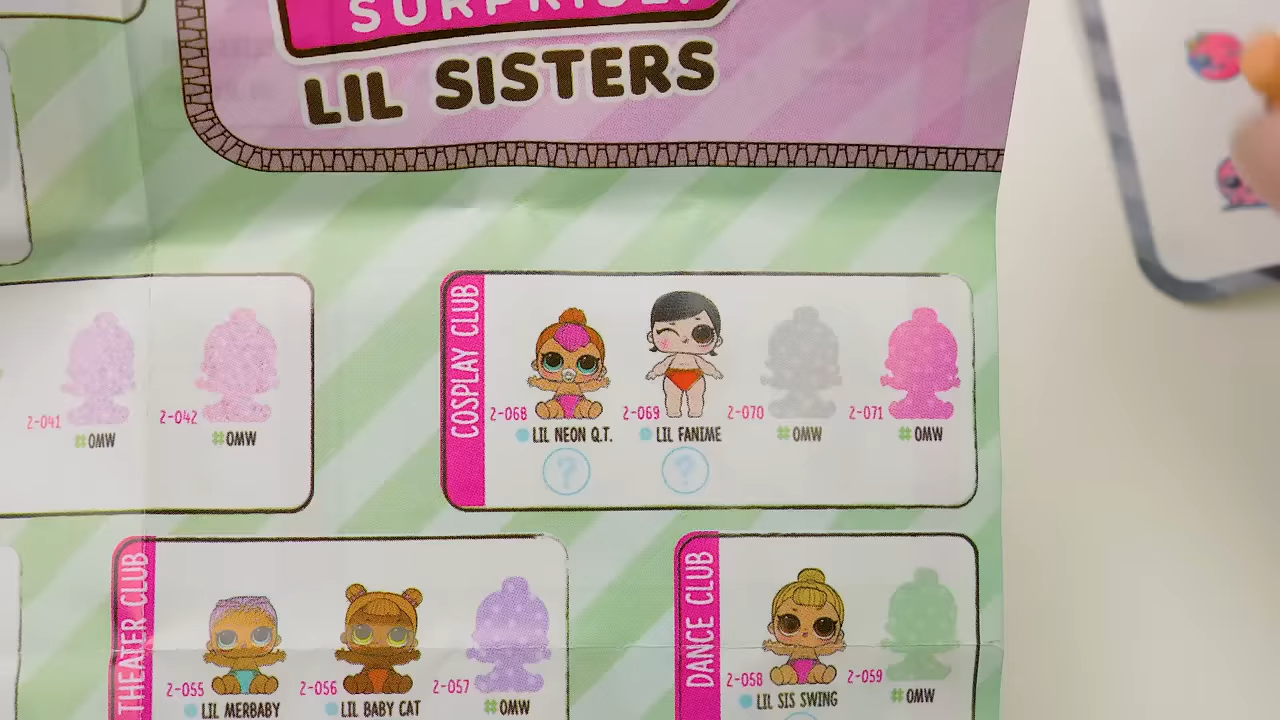 SURPRISE!
LIL SISTERS
2-041
#OMW
2-042
#OMW
COSPLAY CLUB
2-068
LIL NEON Q.T.
?
2-069
LIL FANIME
?
2-070
#OMW
2-071
#OMW
THEATER CLUB
2-055
LIL MERBABY
2-056
LIL BABY CAT
2-057
#OMW
DANCE CLUB
2-058
LIL SIS SWING
2-059
#OMW